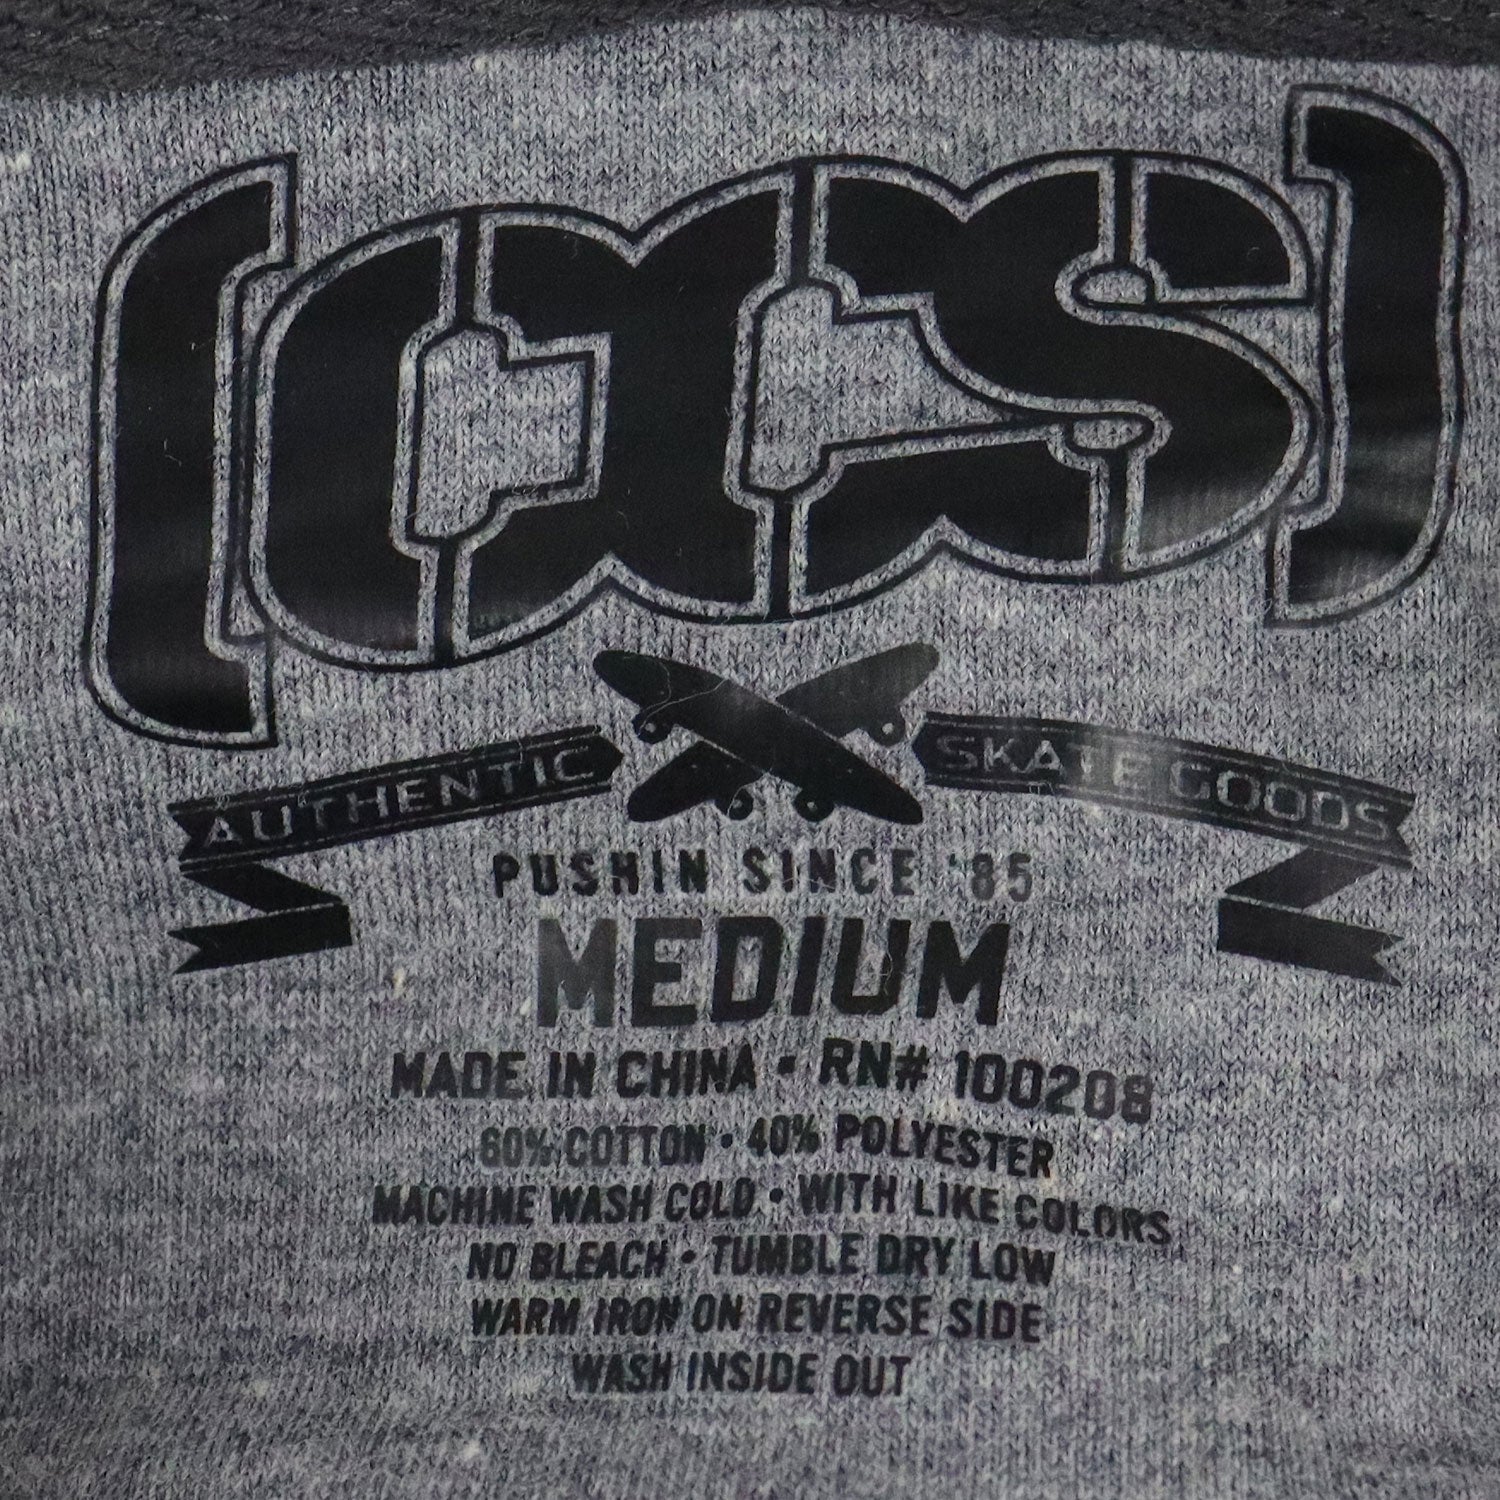 [CCS]
AUTHENTIC SKATE GOODS
PUSHIN SINCE '85
MEDIUM
MADE IN CHINA • RN# 100208
60% COTTON • 40% POLYESTER
MACHINE WASH COLD • WITH LIKE COLORS
NO BLEACH • TUMBLE DRY LOW
WARM IRON ON REVERSE SIDE
WASH INSIDE OUT